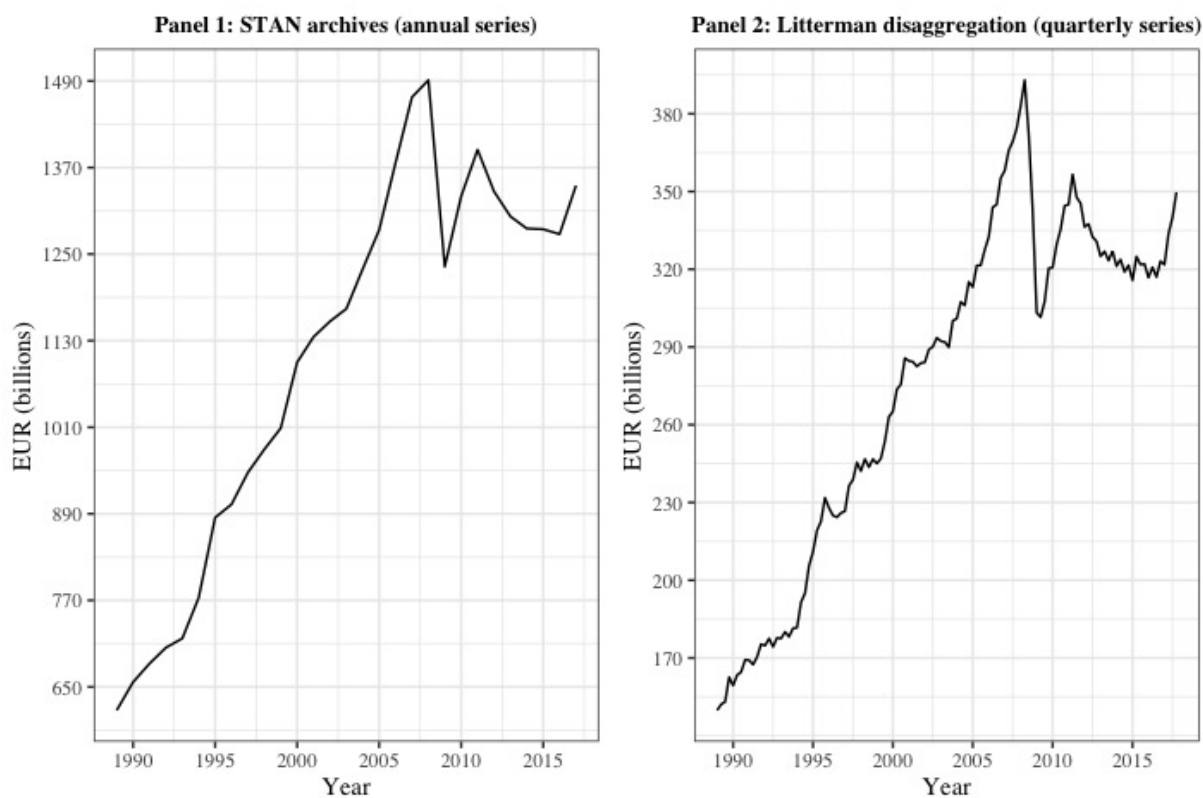 Panel 1: STAN archives (annual series)
1490
1370
1250
1130
1010
890
770
650
EUR (billions)
1990 1995 2000 2005 2010 2015
Year
Panel 2: Litterman disaggregation (quarterly series)
380
350
320
290
260
230
200
170
EUR (billions)
1990 1995 2000 2005 2010 2015
Year